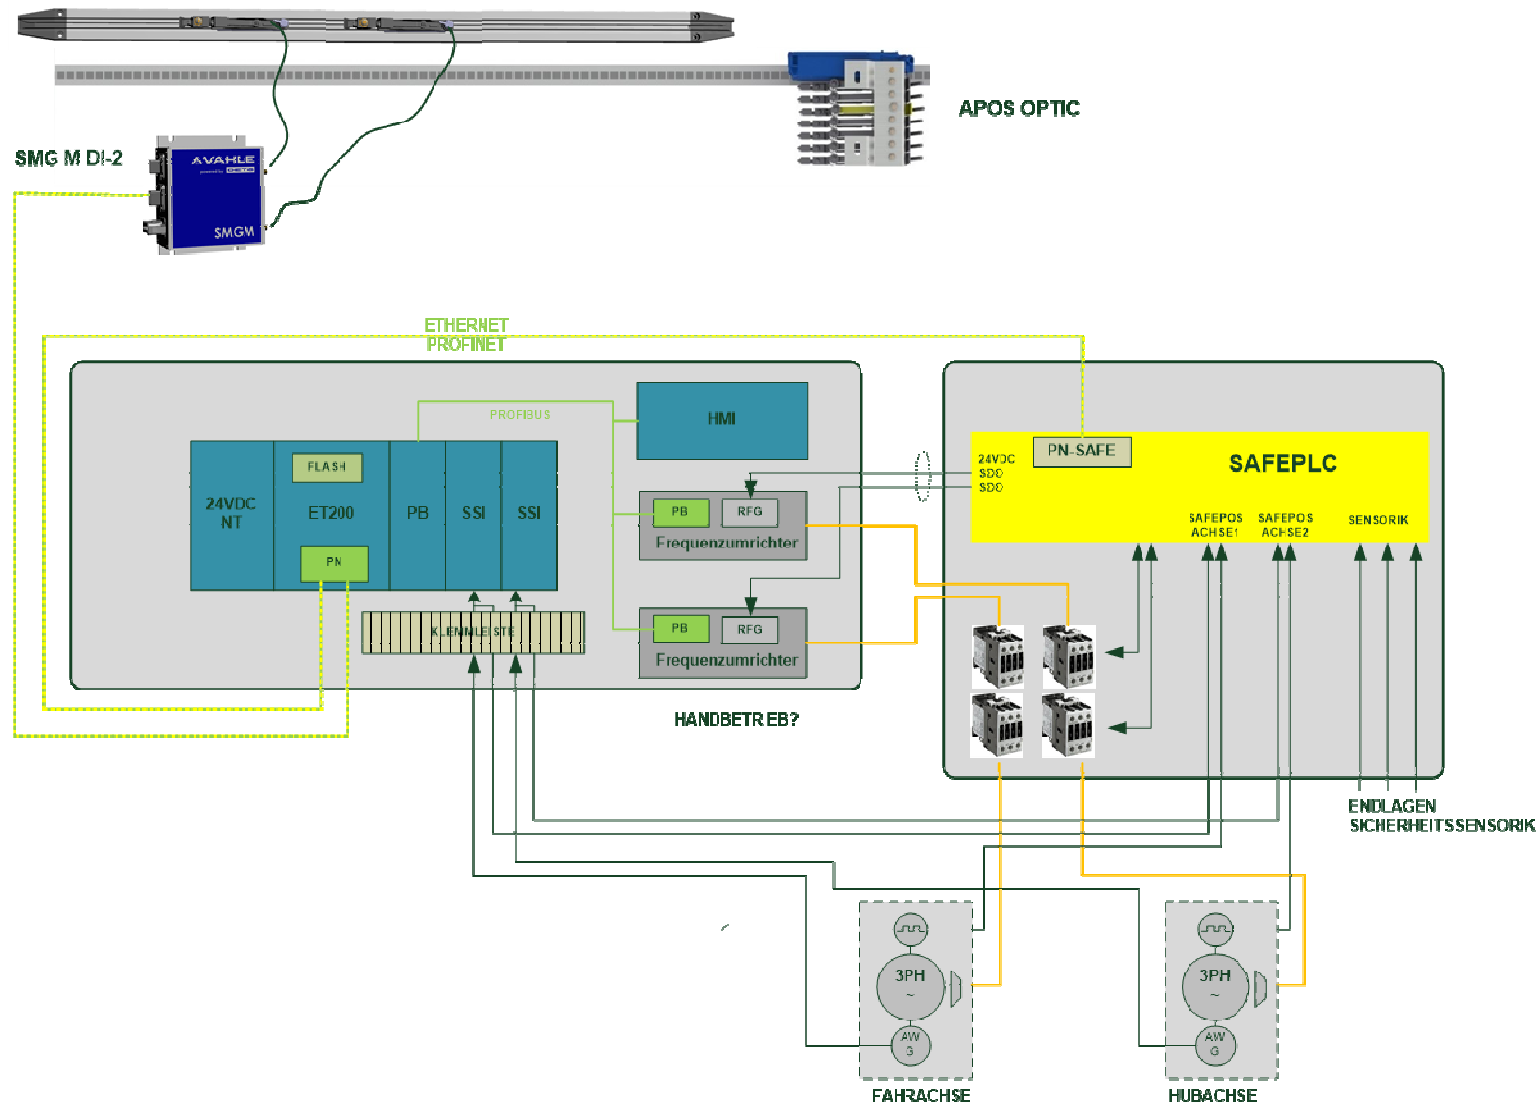 APOS OPTIC
SMG M DI-2
AVAHLE
powered by
SMGM
ETHERNET
PROFINET
PROFIBUS
HMI
24VDC
NT
FLASH
ET200
PN
PB
SSI
SSI
KLEMMLEISTE
PB
RFG
Frequenzumrichter
PB
RFG
Frequenzumrichter
HANDBETRIEB?
PN-SAFE
SAFEPLC
24VDC
SAFEPOS
ACHSE1
SAFEPOS
ACHSE2
SENSORIK
ENDLAGEN
SICHERHEITSSENSORIK
3PH
~
AW
G
FAHRACHSE
3PH
~
AW
G
HUBACHSE